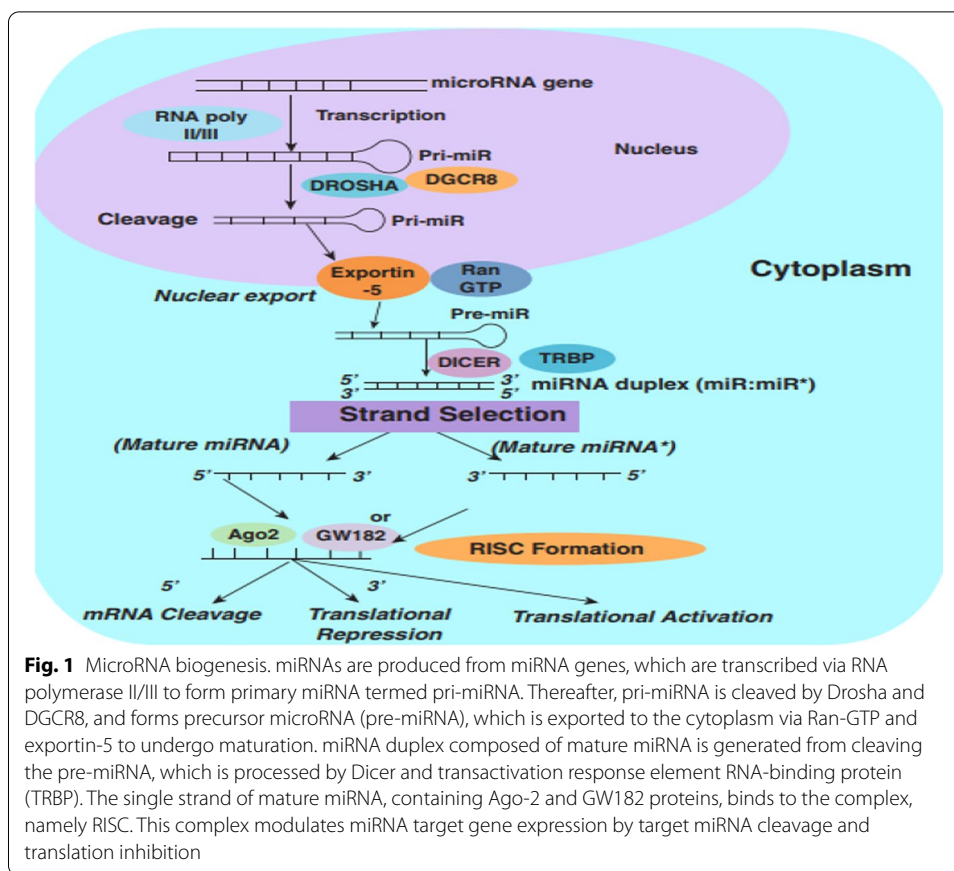 microRNA gene
RNA poly
II/III
Transcription
Nucleus
Pri-miR
DROSHA
DGCR8
Cleavage
Pri-miR
Exportin
-5
Ran
GTP
Cytoplasm
Nuclear export
Pre-miR
DICER
TRBP
5’ 3’
3’ 5’
miRNA duplex (miR:miR*)
Strand Selection
(Mature miRNA)
(Mature miRNA*)
5’ 3’
3’ 5’
or
Ago2
GW182
RISC Formation
5’ 3’
mRNA Cleavage
Translational
Repression
Translational Activation
Fig. 1 MicroRNA biogenesis. miRNAs are produced from miRNA genes, which are transcribed via RNA
polymerase II/III to form primary miRNA termed pri-miRNA. Thereafter, pri-miRNA is cleaved by Drosha and
DGCR8, and forms precursor microRNA (pre-miRNA), which is exported to the cytoplasm via Ran-GTP and
exportin-5 to undergo maturation. miRNA duplex composed of mature miRNA is generated from cleaving
the pre-miRNA, which is processed by Dicer and transactivation response element RNA-binding protein
(TRBP). The single strand of mature miRNA, containing Ago-2 and GW182 proteins, binds to the complex,
namely RISC. This complex modulates miRNA target gene expression by target miRNA cleavage and
translation inhibition